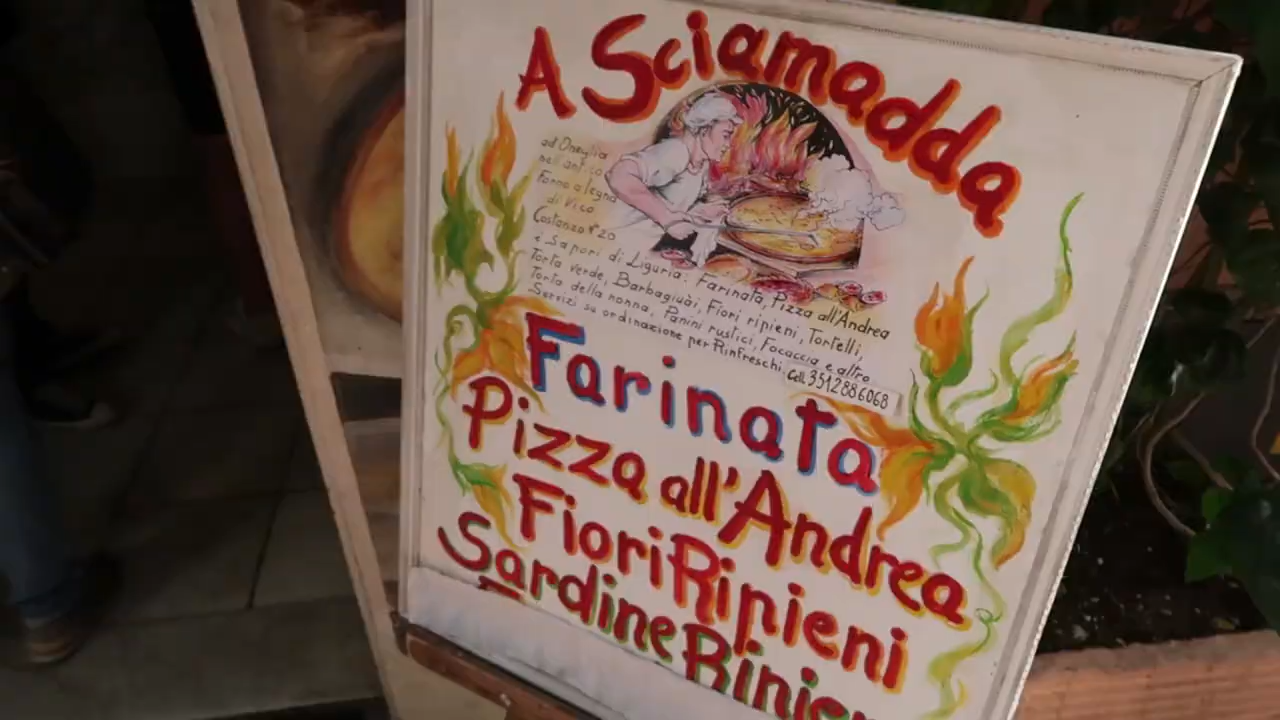 A Sciamadda
ad Oneglia
nell'antico
Forno a legna
di Vico
Costanzo n° 20
i Sapori di Liguria: Farinata, Pizza all'Andrea
Torta verde, Barbagiuài, Fiori ripieni, Tortelli,
Torta della nonna, Panini rustici, Focaccia e altro
Servizi su ordinazione per Rinfreschi. Cell. 3512886068
Farinata
Pizza all'Andrea
Fiori Ripieni
Sardine Ripien